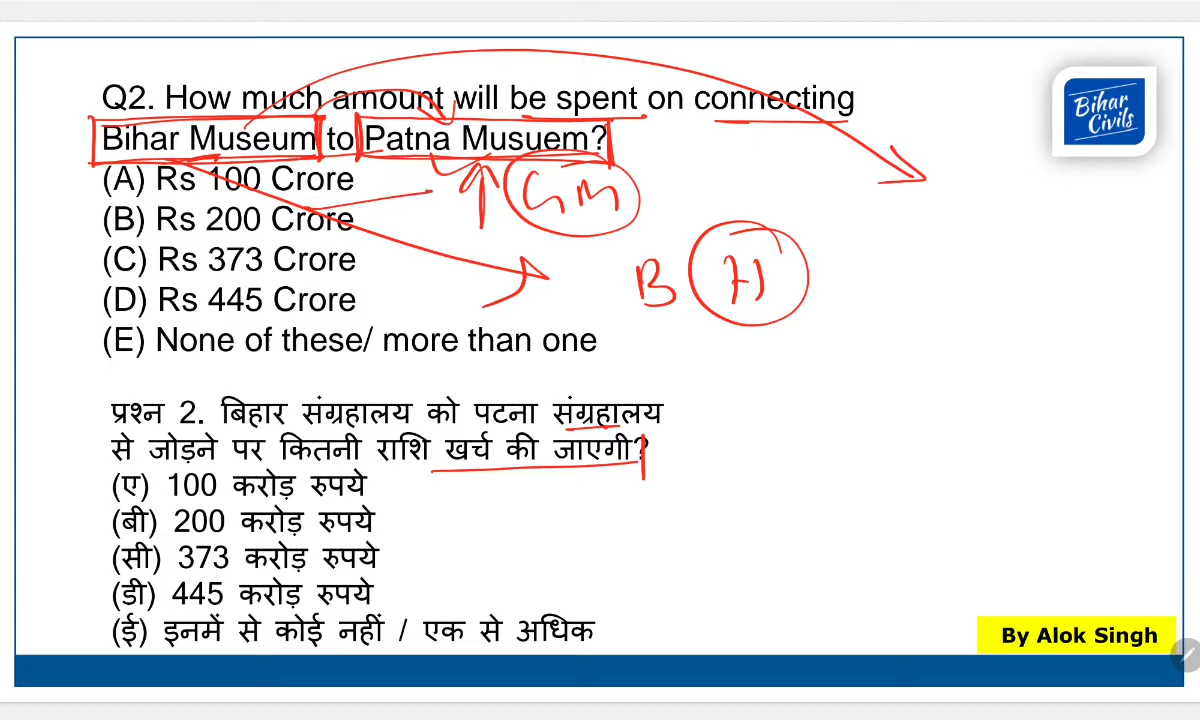 Q2. How much amount will be spent on connecting
Bihar Museum to Patna Musuem?
(A) Rs 100 Crore
(B) Rs 200 Crore
(C) Rs 373 Crore
(D) Rs 445 Crore
(E) None of these/ more than one
B H
प्रश्न 2. बिहार संग्रहालय को पटना संग्रहालय
से जोड़ने पर कितनी राशि खर्च की जाएगी?
(ए) 100 करोड़ रुपये
(बी) 200 करोड़ रुपये
(सी) 373 करोड़ रुपये
(डी) 445 करोड़ रुपये
(ई) इनमें से कोई नहीं / एक से अधिक
Bihar
Civils
By Alok Singh